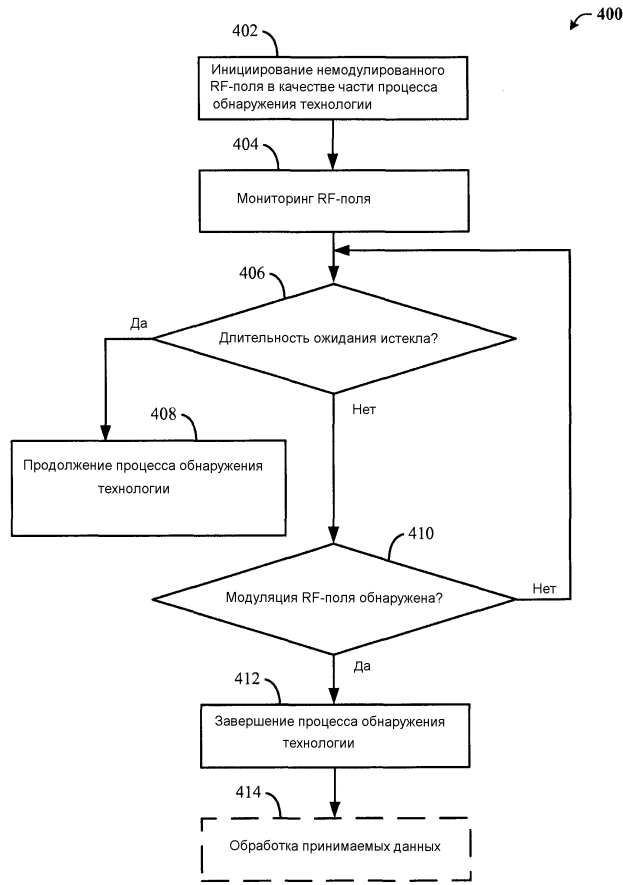 400
402
Инициирование немодулированного
RF-поля в качестве части процесса
обнаружения технологии
404
Мониторинг RF-поля
406
Длительность ожидания истекла?
Да
Нет
408
Продолжение процесса обнаружения
технологии
410
Модуляция RF-поля обнаружена?
Нет
Да
412
Завершение процесса обнаружения
технологии
414
Обработка принимаемых данных